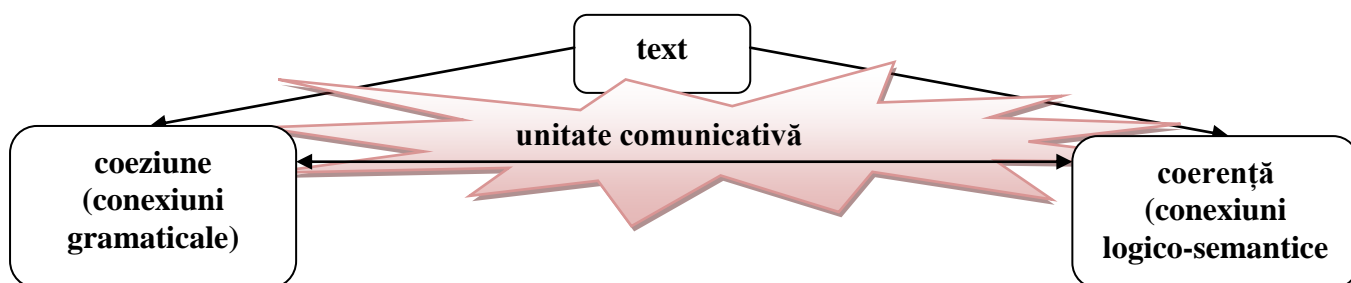 text
unitate comunicativă
coeziune
(conexiuni
gramaticale)
coerență
(conexiuni
logico-semantice